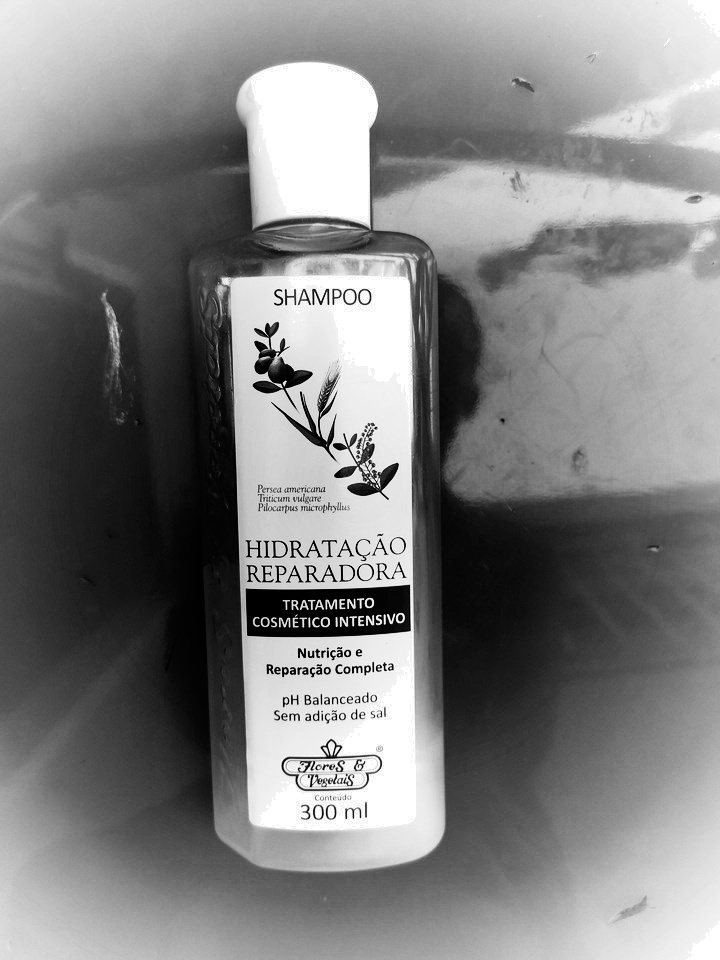 SHAMPOO
Persea americana
Triticum vulgare
Pilocarpus microphyllus
HIDRATAÇÃO
REPARADORA
TRATAMENTO
COSMÉTICO INTENSIVO
Nutrição e
Reparação Completa
pH Balanceado
Sem adição de sal
Flores &
Vegetais
®
Conteúdo
300 ml